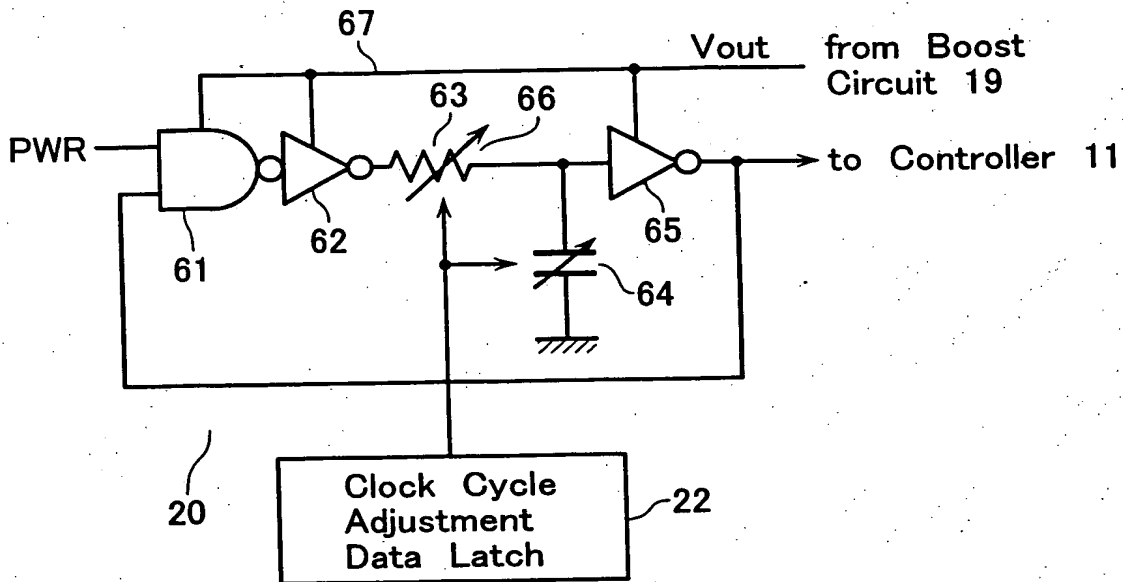 67
Vout from Boost
Circuit 19
63
66
PWR
to Controller 11
61
62
65
64
20
Clock Cycle
Adjustment
Data Latch
22